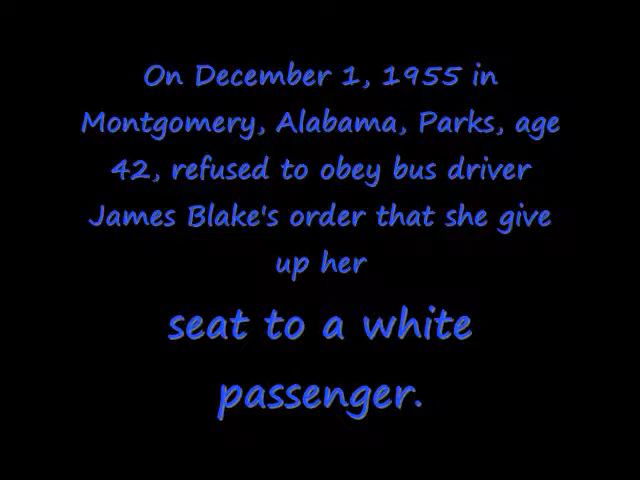 On December 1, 1955 in
Montgomery, Alabama, Parks, age
42, refused to obey bus driver
James Blake's order that she give
up her
seat to a white
passenger.